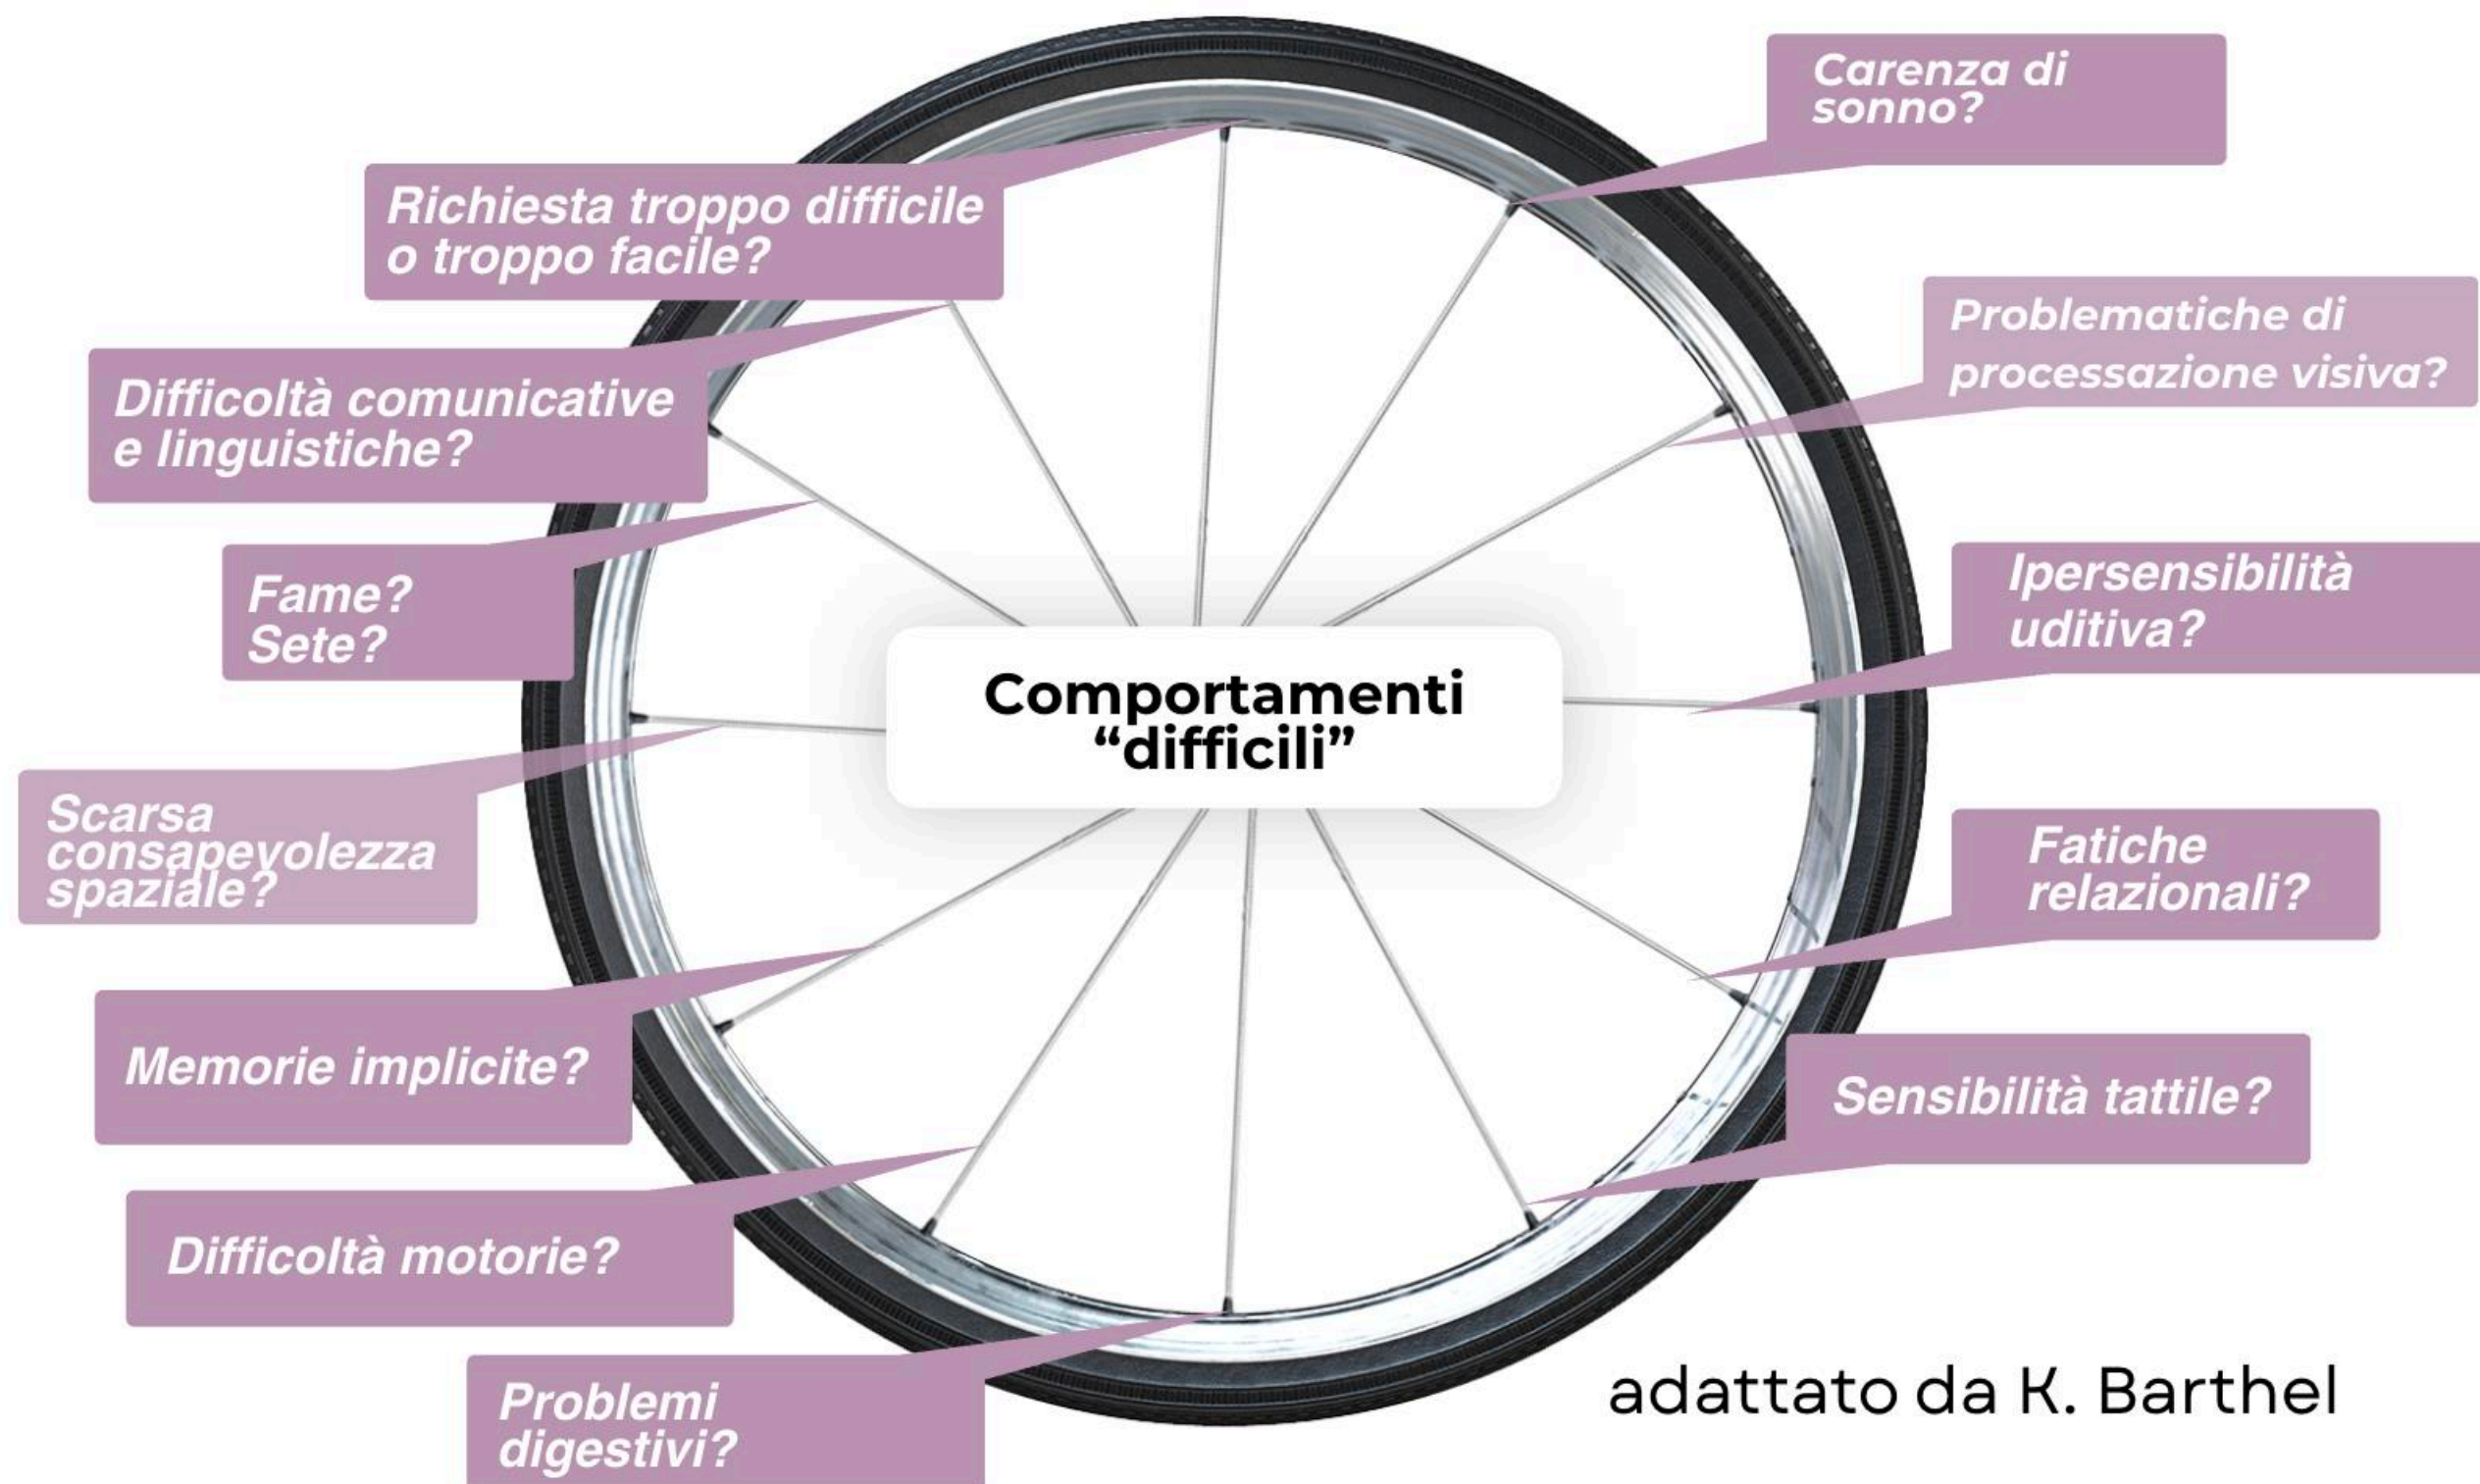 Carenza di
sonno?
Richiesta troppo difficile
o troppo facile?
Problematiche di
processazione visiva?
Difficoltà comunicative
e linguistiche?
Ipersensibilità
uditiva?
Fame?
Sete?
Comportamenti
“difficili”
Scarsa
consapevolezza
spaziale?
Fatiche
relazionali?
Memorie implicite?
Sensibilità tattile?
Difficoltà motorie?
Problemi
digestivi?
adattato da K. Barthel